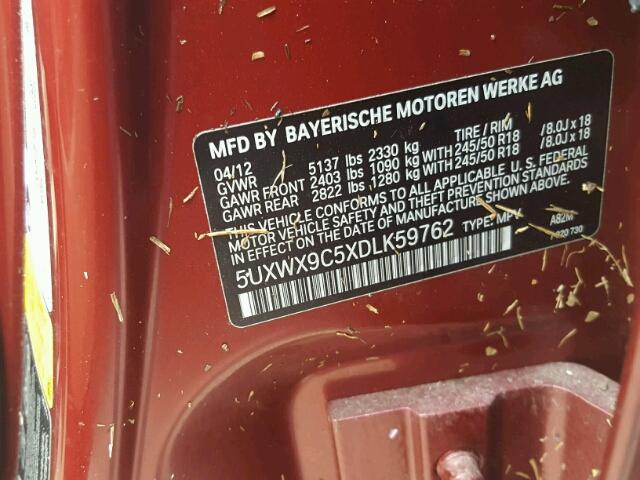 MFD BY BAYERISCHE MOTOREN WERKE AG
04/12 TIRE / RIM
GVWR 5137 lbs 2330 kg
GAWR FRONT 2403 lbs 1090 kg WITH 245/50 R18 /8.0J x 18
GAWR REAR 2822 lbs 1280 kg WITH 245/50 R18 /8.0J x 18
THIS VEHICLE CONFORMS TO ALL APPLICABLE U.S. FEDERAL
MOTOR VEHICLE SAFETY AND THEFT PREVENTION STANDARDS
IN EFFECT ON THE DATE OF MANUFACTURE SHOWN ABOVE.
5UXWX9C5XDLK59762 TYPE: MPV A82M
730